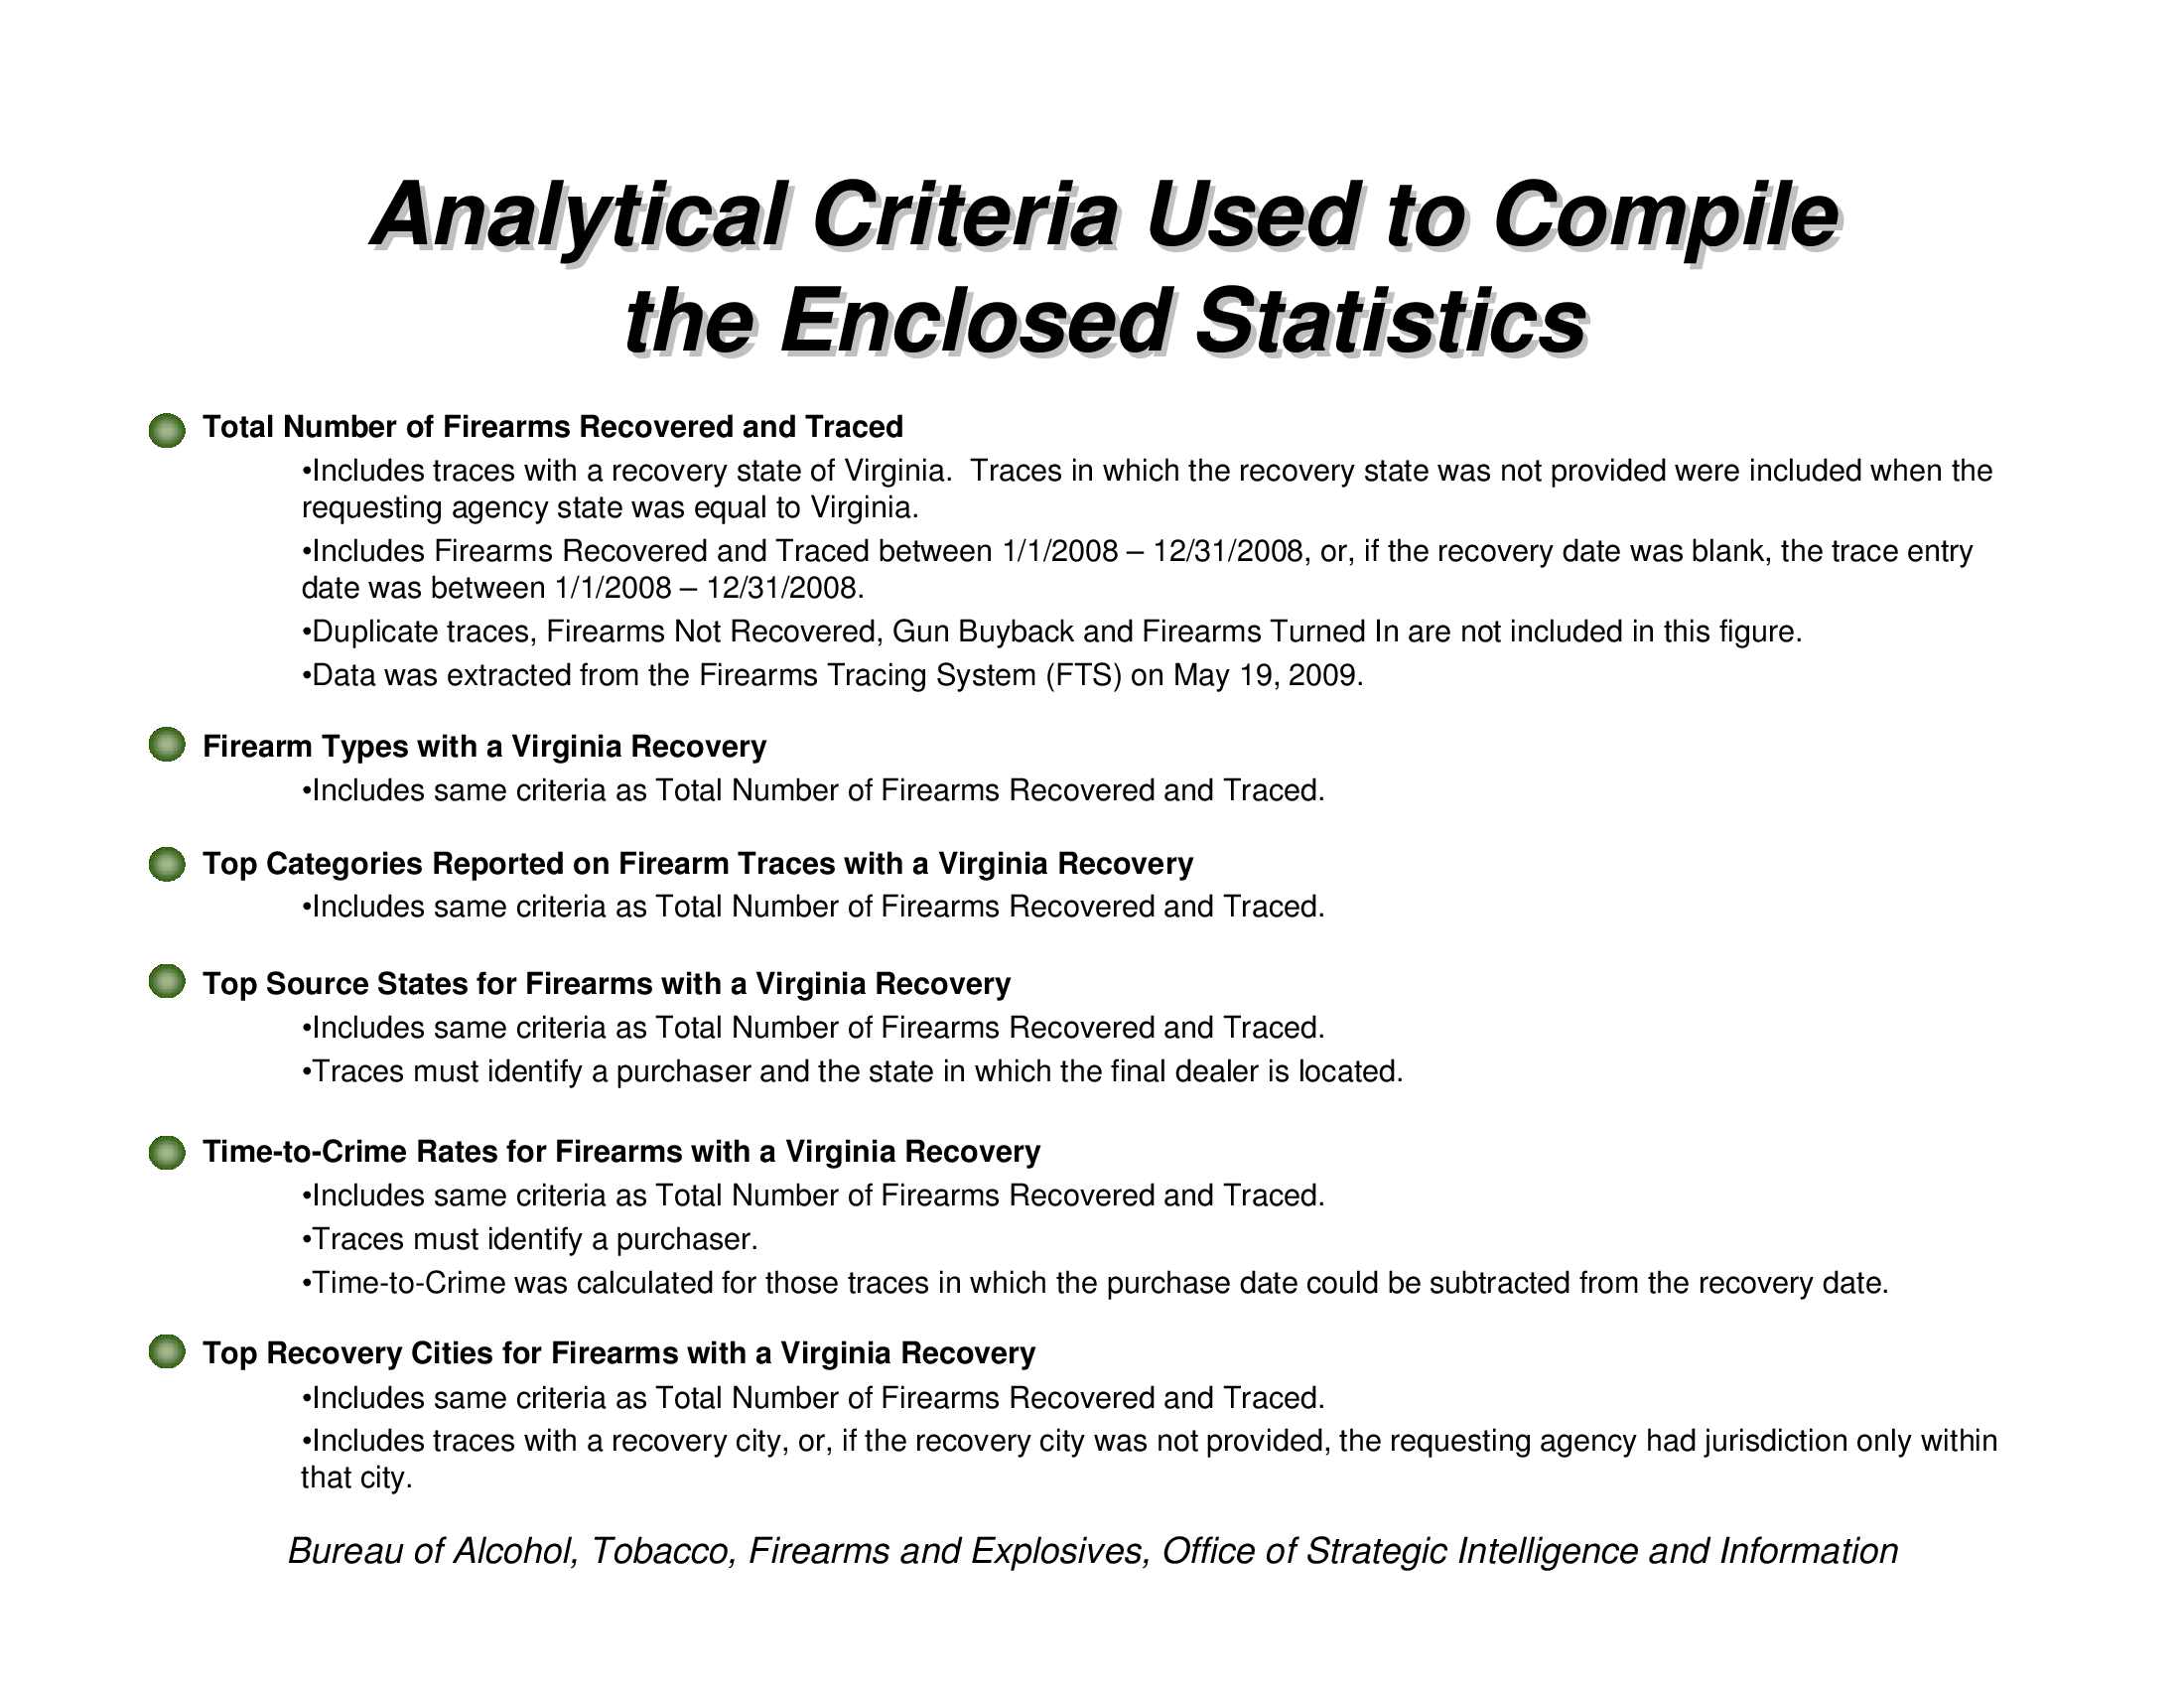 Analytical Criteria Used to Compile
the Enclosed Statistics
Total Number of Firearms Recovered and Traced
•Includes traces with a recovery state of Virginia.  Traces in which the recovery state was not provided were included when the
requesting agency state was equal to Virginia.
•Includes Firearms Recovered and Traced between 1/1/2008 – 12/31/2008, or, if the recovery date was blank, the trace entry
date was between 1/1/2008 – 12/31/2008.
•Duplicate traces, Firearms Not Recovered, Gun Buyback and Firearms Turned In are not included in this figure.
•Data was extracted from the Firearms Tracing System (FTS) on May 19, 2009.
Firearm Types with a Virginia Recovery
•Includes same criteria as Total Number of Firearms Recovered and Traced.
Top Categories Reported on Firearm Traces with a Virginia Recovery
•Includes same criteria as Total Number of Firearms Recovered and Traced.
Top Source States for Firearms with a Virginia Recovery
•Includes same criteria as Total Number of Firearms Recovered and Traced.
•Traces must identify a purchaser and the state in which the final dealer is located.
Time-to-Crime Rates for Firearms with a Virginia Recovery
•Includes same criteria as Total Number of Firearms Recovered and Traced.
•Traces must identify a purchaser.
•Time-to-Crime was calculated for those traces in which the purchase date could be subtracted from the recovery date.
Top Recovery Cities for Firearms with a Virginia Recovery
•Includes same criteria as Total Number of Firearms Recovered and Traced.
•Includes traces with a recovery city, or, if the recovery city was not provided, the requesting agency had jurisdiction only within
that city.
Bureau of Alcohol, Tobacco, Firearms and Explosives, Office of Strategic Intelligence and Information